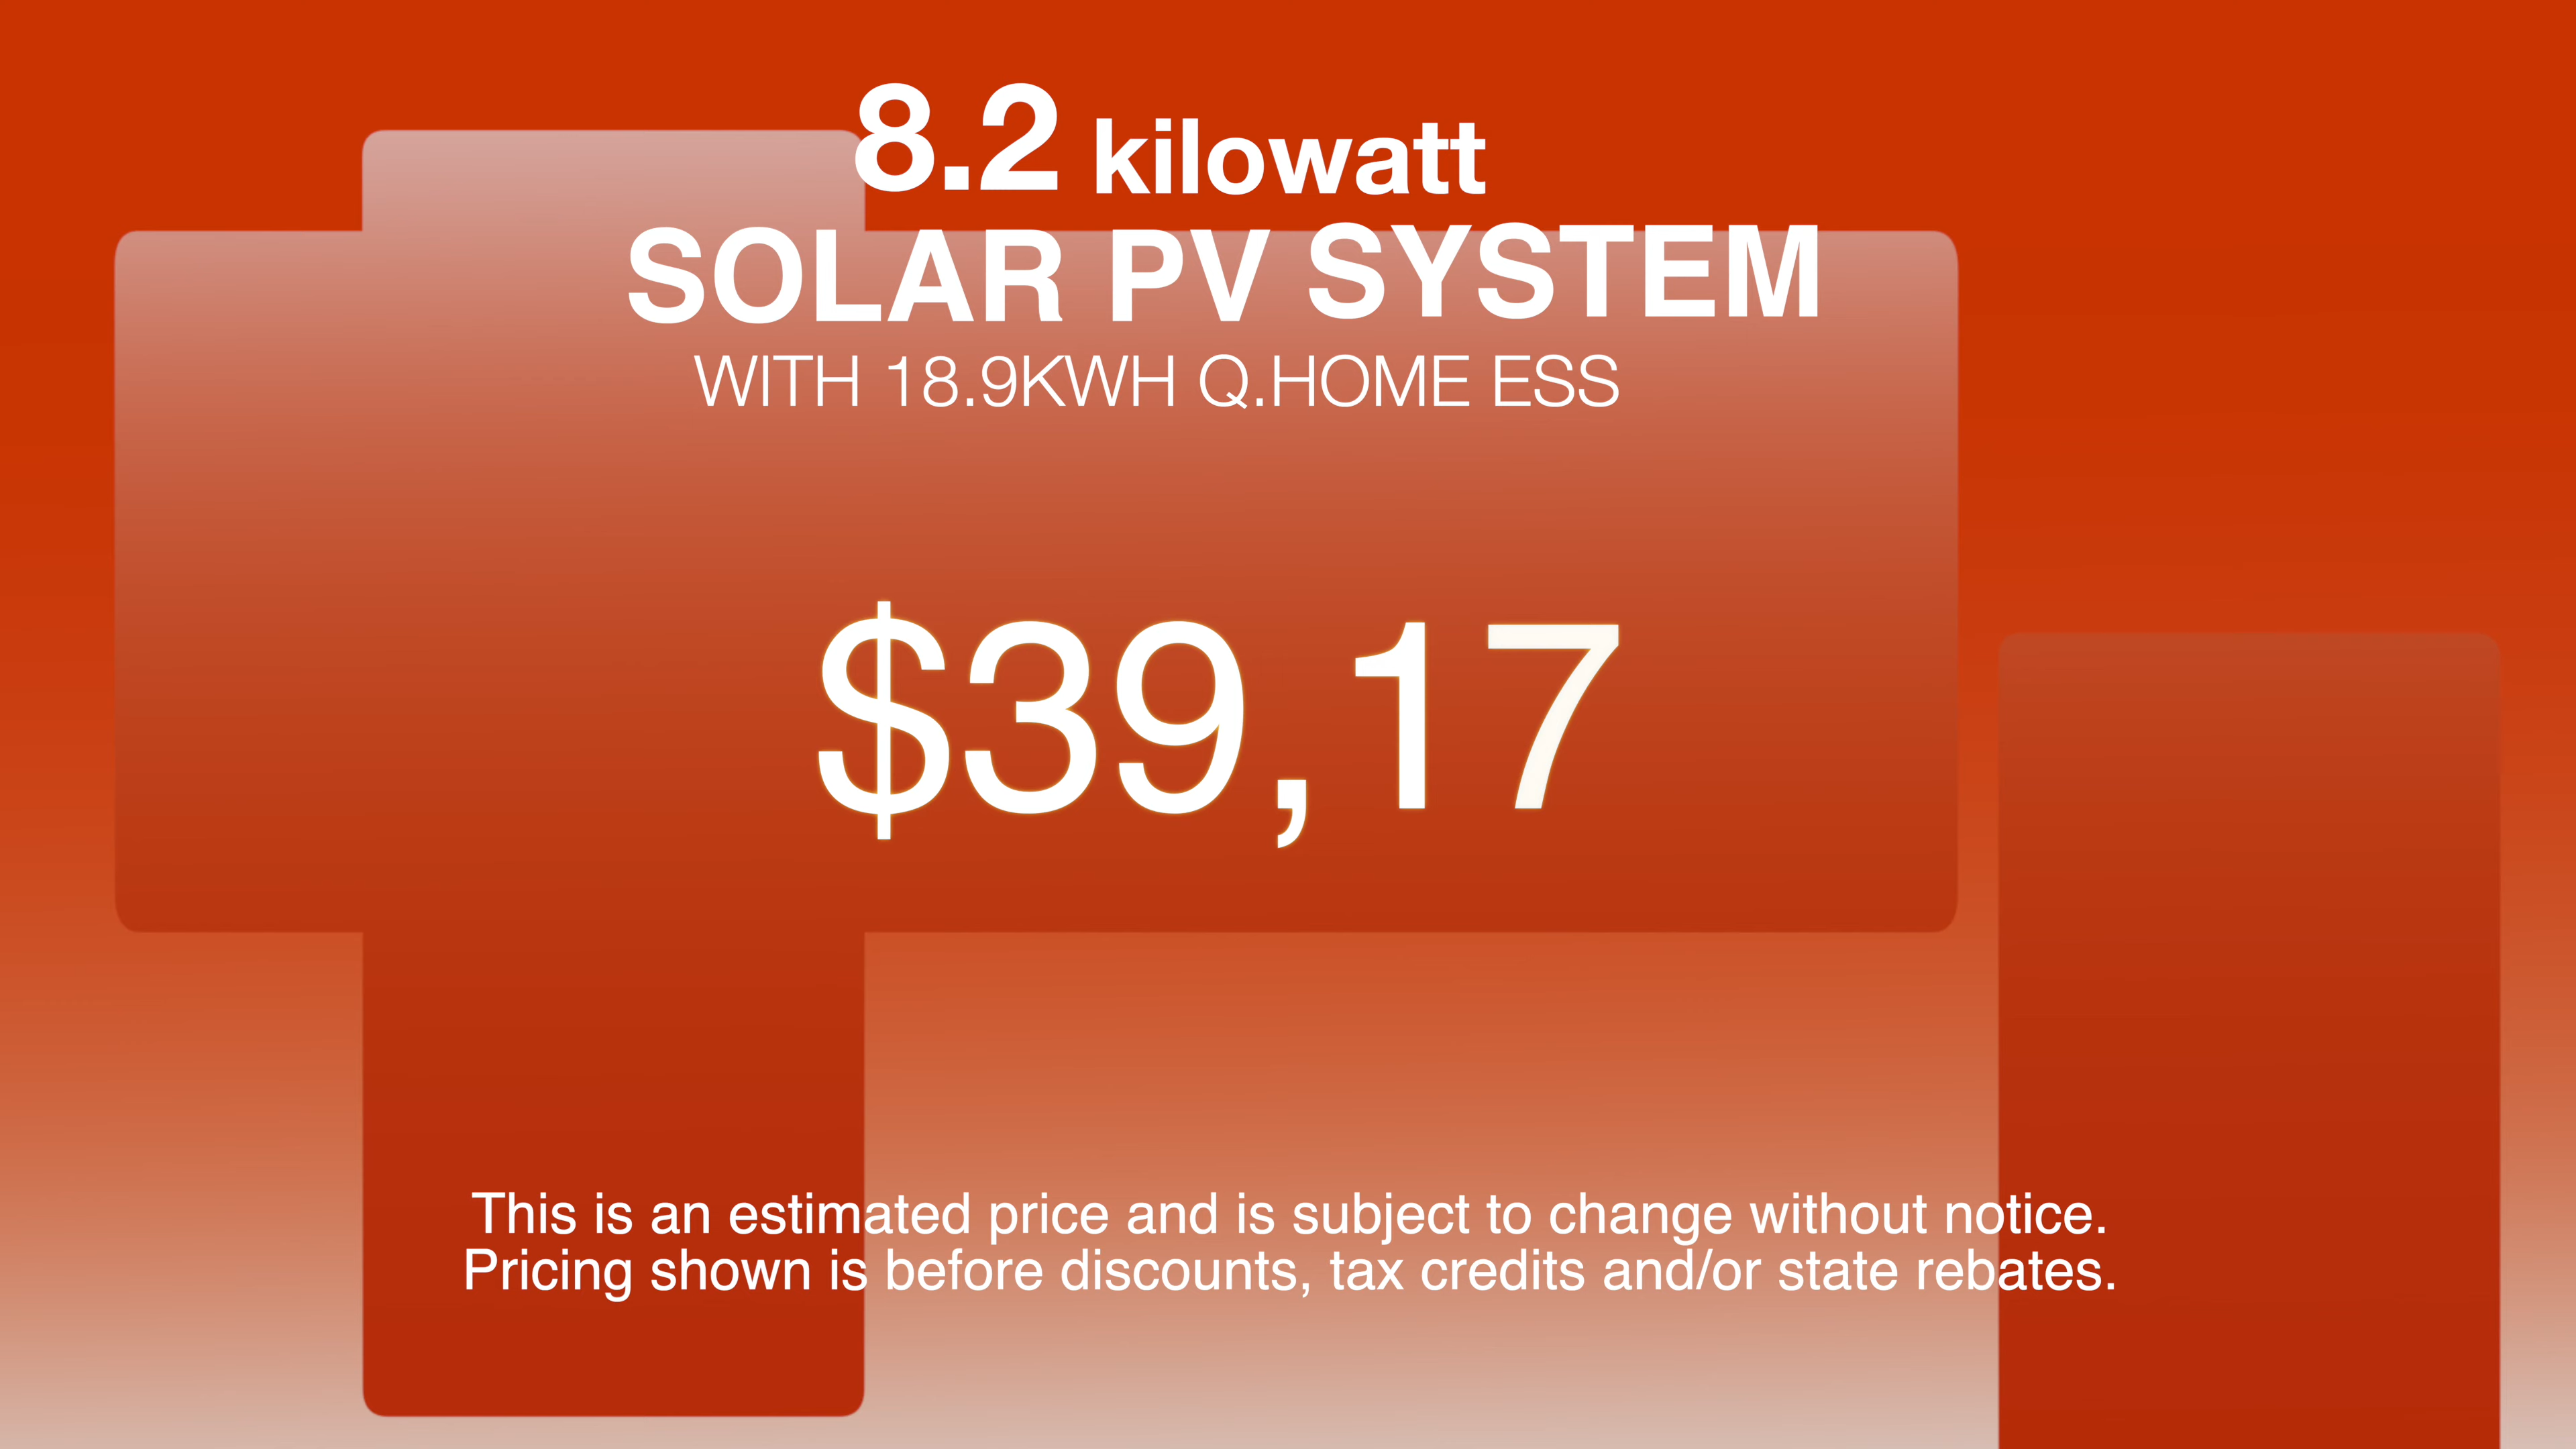 8.2 kilowatt
SOLAR PV SYSTEM
WITH 18.9KWH Q.HOME ESS
$39,17
This is an estimated price and is subject to change without notice.
Pricing shown is before discounts, tax credits and/or state rebates.